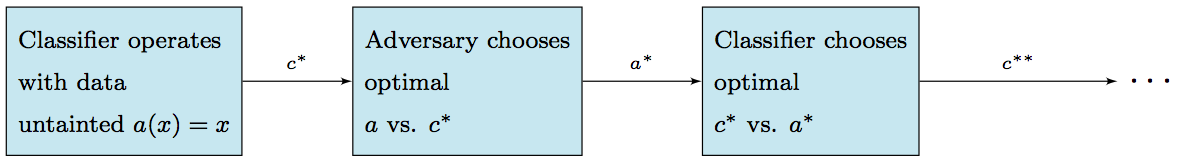 Classifier operates
with data
untainted a(x) = x
c*
Adversary chooses
optimal
a vs. c*
a*
Classifier chooses
optimal
c* vs. a*
c**
...